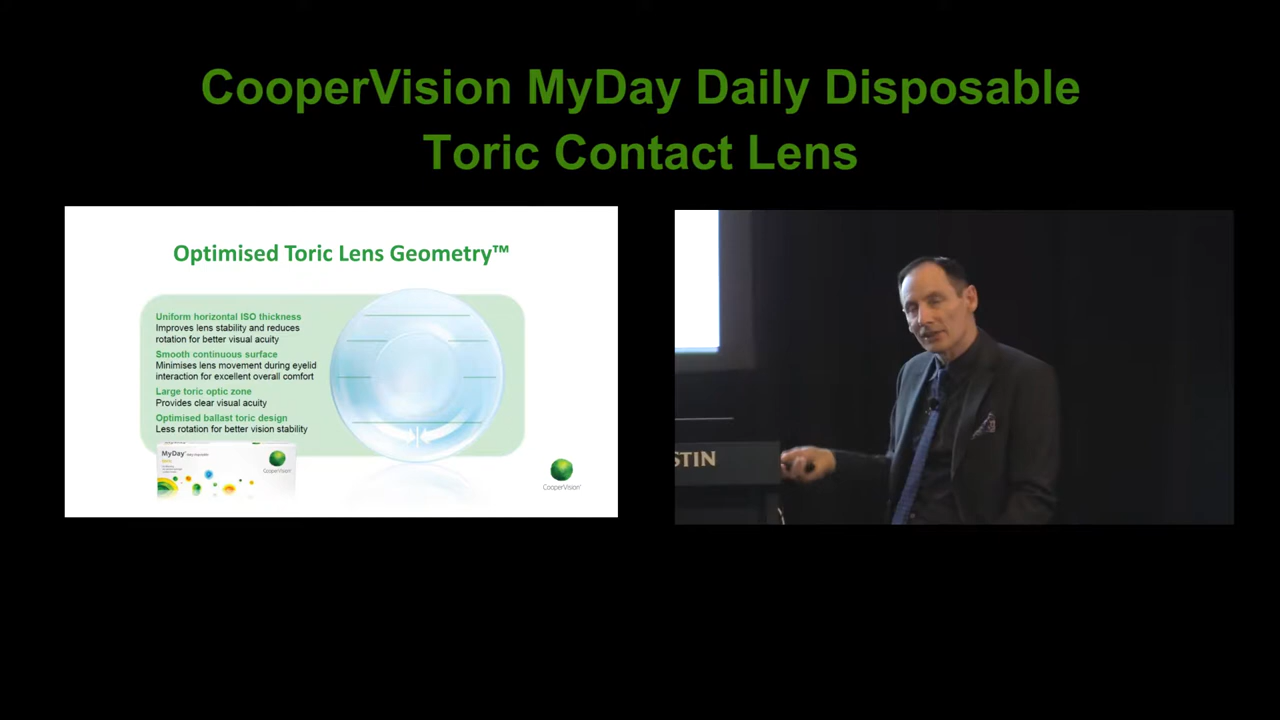 CooperVision MyDay Daily Disposable
Toric Contact Lens
Optimised Toric Lens Geometry™
Uniform horizontal ISO thickness
Improves lens stability and reduces
rotation for better visual acuity
Smooth continuous surface
Minimises lens movement during eyelid
interaction for excellent overall comfort
Large toric optic zone
Provides clear visual acuity
Optimised ballast toric design
Less rotation for better vision stability
MyDay
CooperVision
CooperVision
STIN